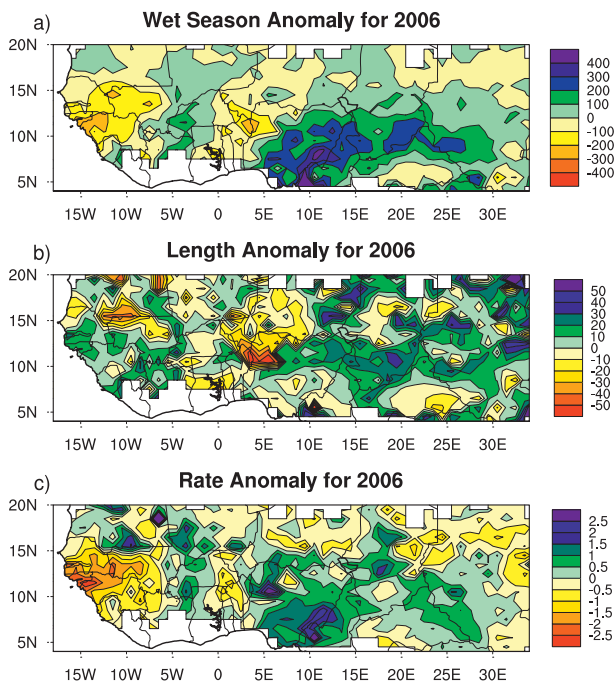 a) Wet Season Anomaly for 2006
20N
15N
10N
5N
15W 10W 5W 0 5E 10E 15E 20E 25E 30E
400
300
200
100
0
-100
-200
-300
-400
b) Length Anomaly for 2006
20N
15N
10N
5N
15W 10W 5W 0 5E 10E 15E 20E 25E 30E
50
40
30
20
10
0
-10
-20
-30
-40
-50
c) Rate Anomaly for 2006
20N
15N
10N
5N
15W 10W 5W 0 5E 10E 15E 20E 25E 30E
2.5
2
1.5
1
0.5
0
-0.5
-1
-1.5
-2
-2.5